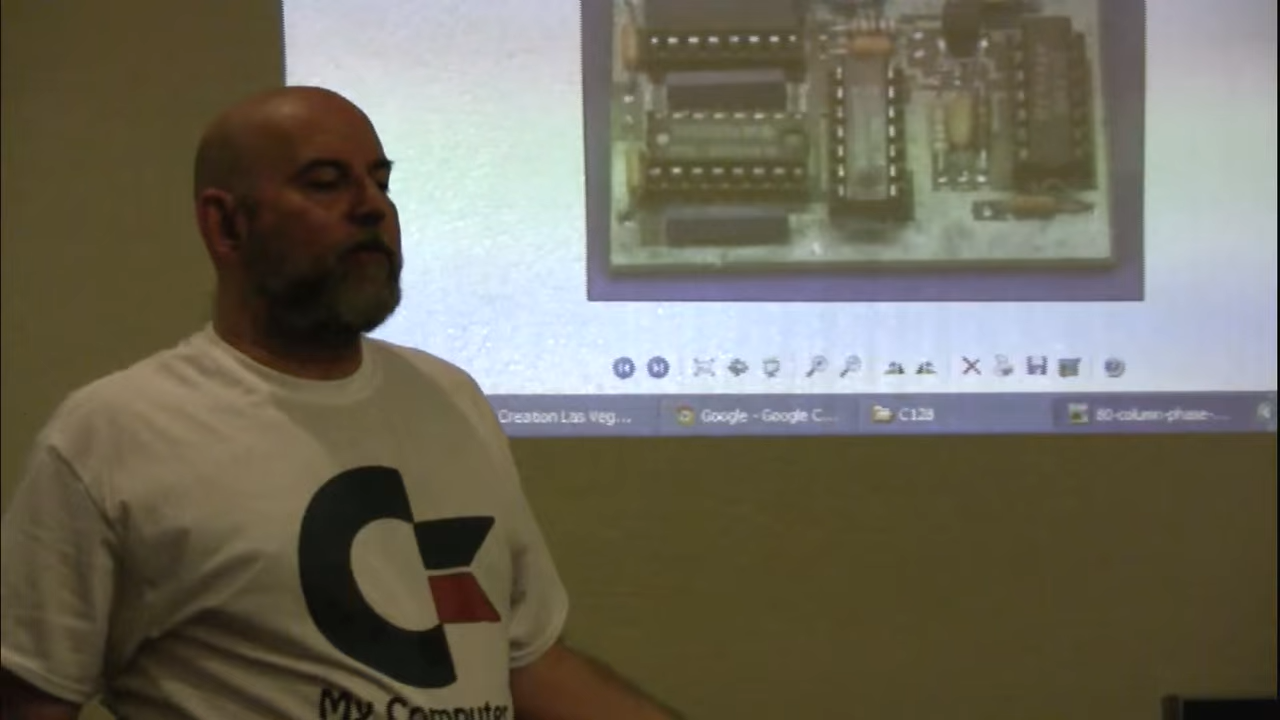 Creation Las Veg...
Google - Google C...
C128
80-column-phase-...
My Computer